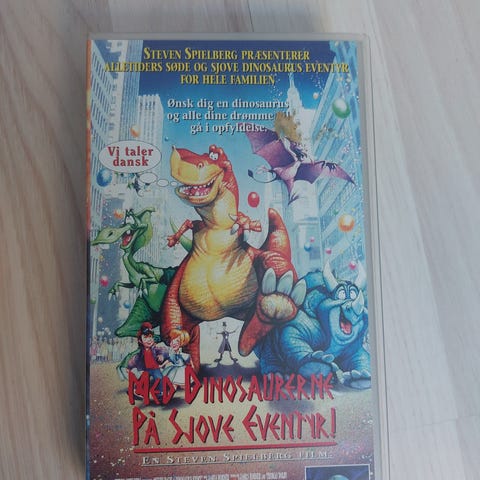 STEVEN SPIELBERG PRÆSENTERER
ALLETIDERS SØDE OG SJOVE DINOSAURUS EVENTYR
FOR HELE FAMILIEN
Ønsk dig en dinosaurus
og alle dine drømme
gå i opfyldelse.
Vi taler
dansk
MED DINOSAURERNE
PÅ SJOVE EVENTYR!
EN STEVEN SPIELBERG FILM